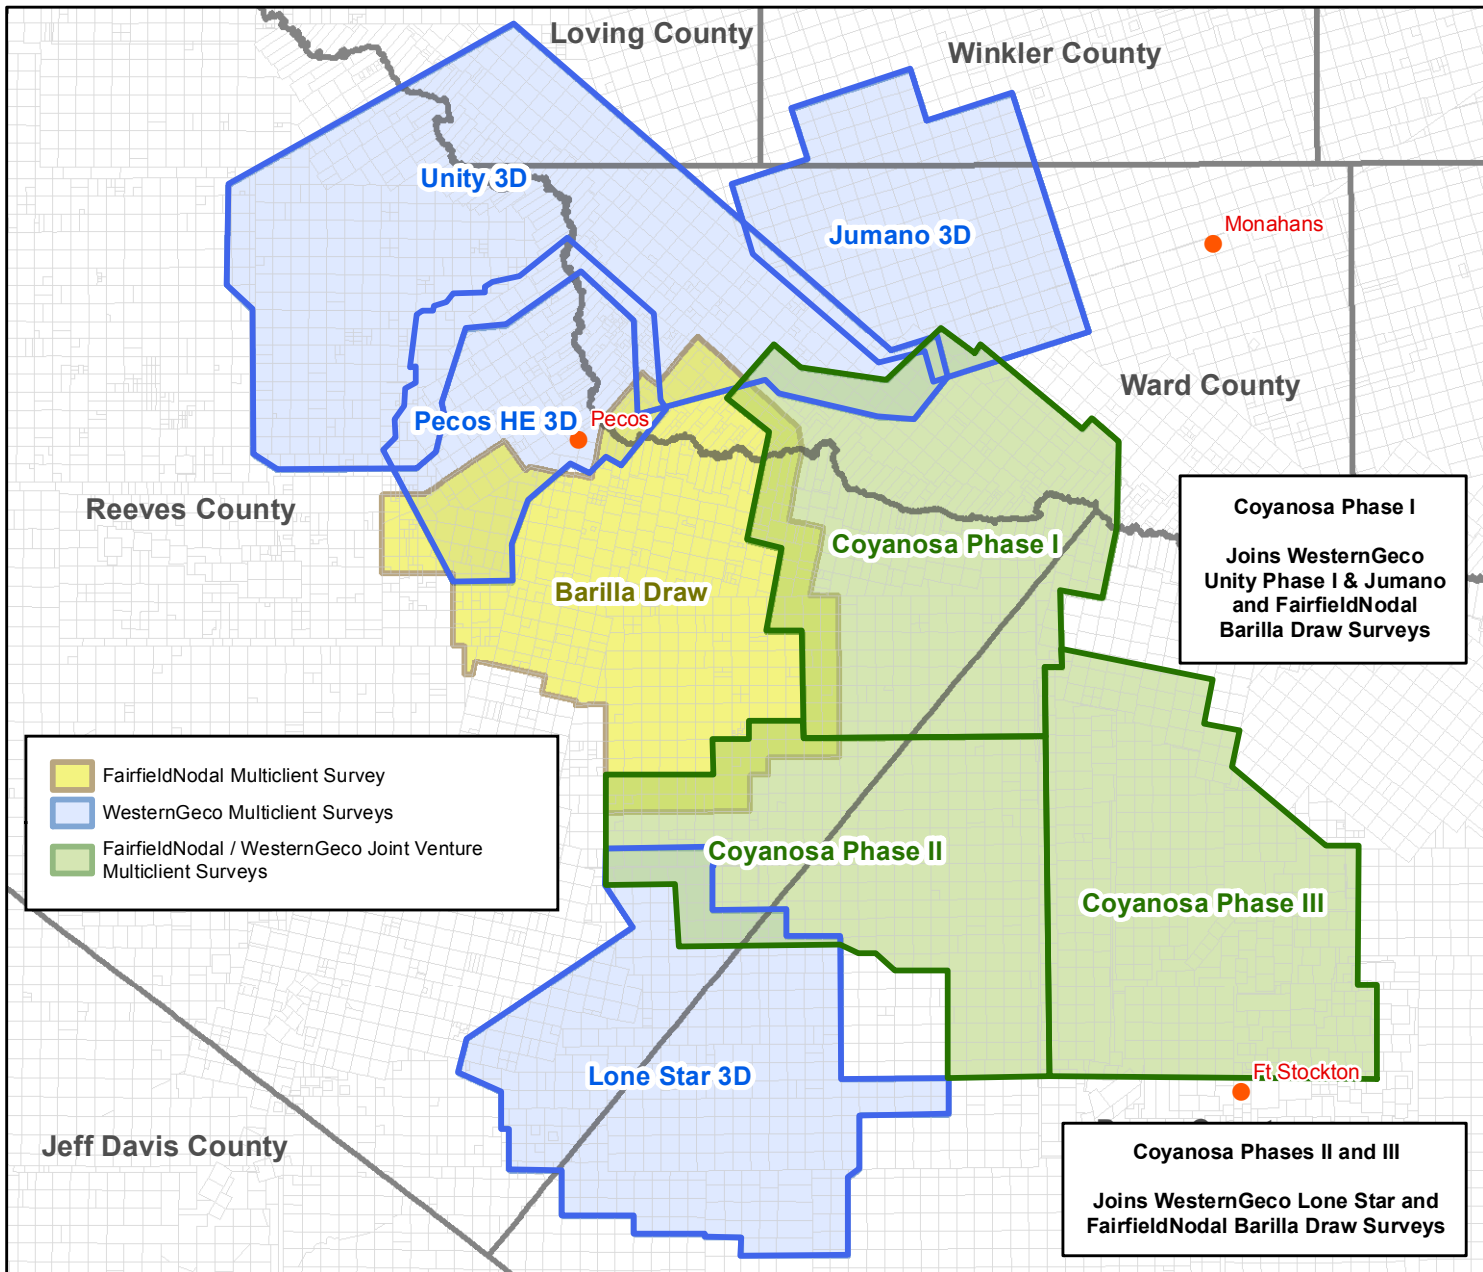 Loving County
Winkler County
Unity 3D
Jumano 3D
Monahans
Ward County
Pecos HE 3D
Pecos
Reeves County
Coyanosa Phase I
Barilla Draw
Coyanosa Phase I
Joins WesternGeco
Unity Phase I & Jumano
and FairfieldNodal
Barilla Draw Surveys
FairfieldNodal Multiclient Survey
WesternGeco Multiclient Surveys
FairfieldNodal / WesternGeco Joint Venture
Multiclient Surveys
Coyanosa Phase II
Coyanosa Phase III
Lone Star 3D
Ft Stockton
Jeff Davis County
Coyanosa Phases II and III
Joins WesternGeco Lone Star and
FairfieldNodal Barilla Draw Surveys